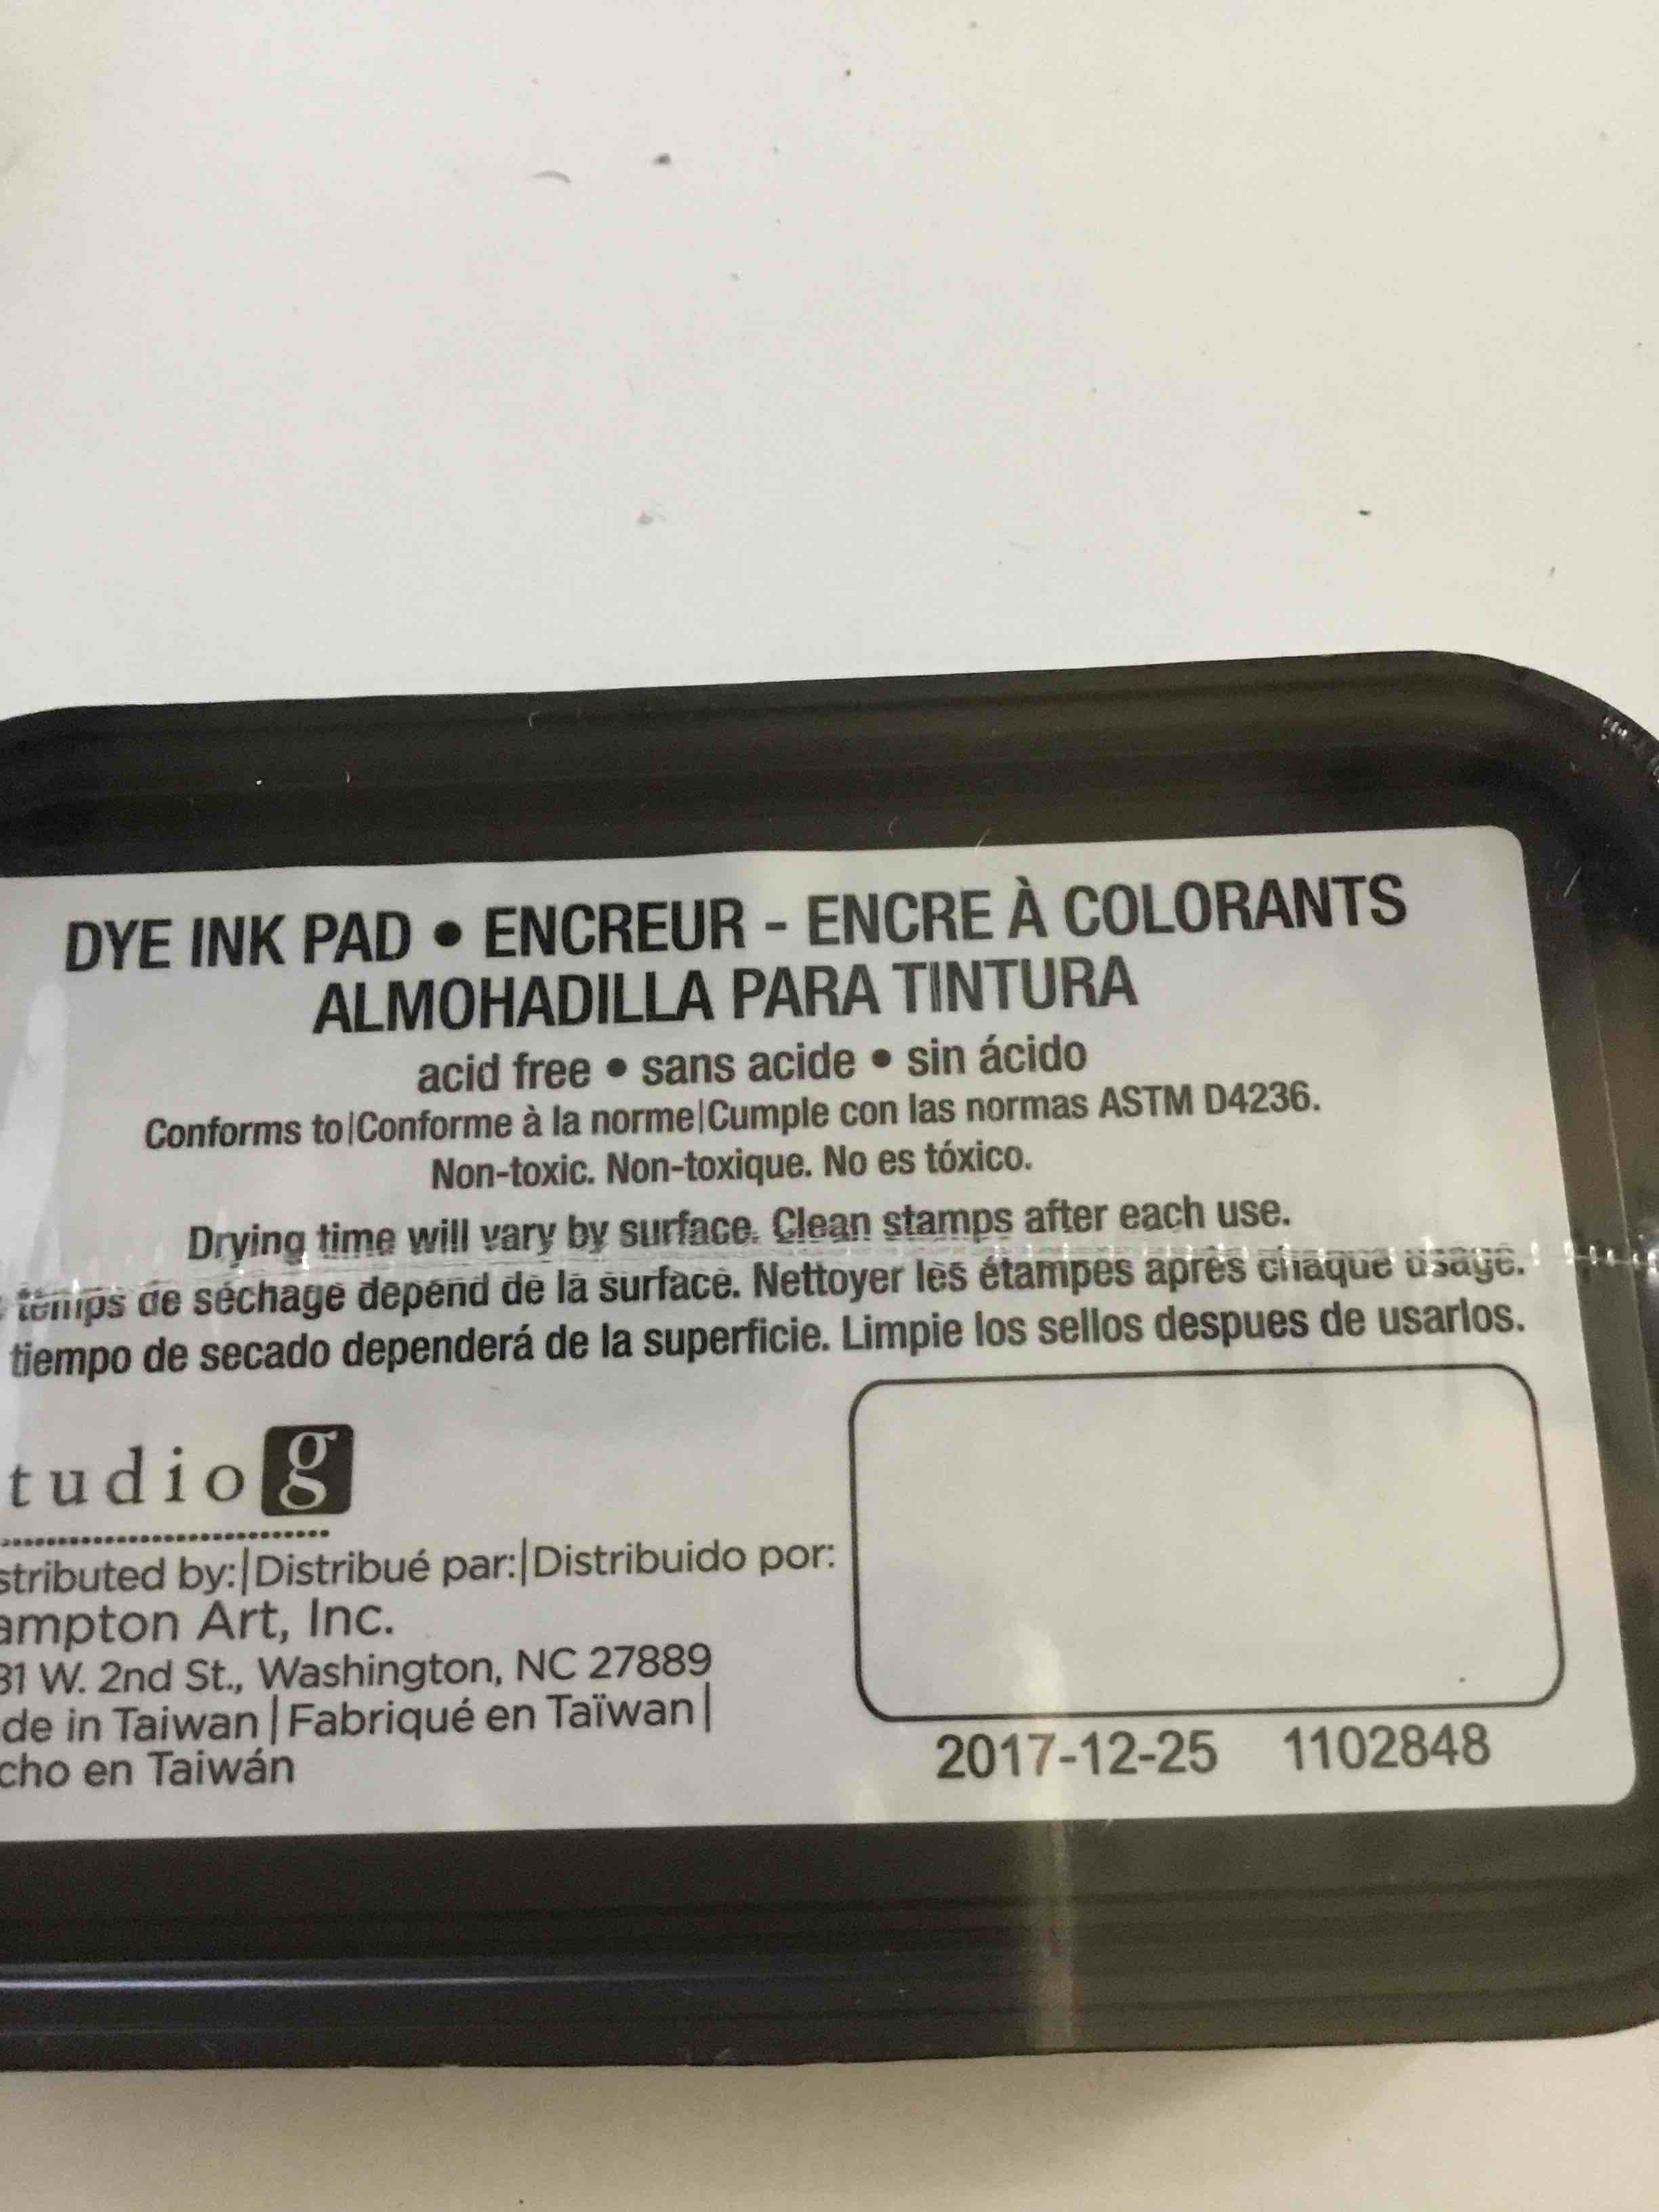 DYE INK PAD • ENCREUR - ENCRE À COLORANTS
ALMOHADILLA PARA TINTURA
acid free • sans acide • sin ácido
Conforms to|Conforme à la norme|Cumple con las normas ASTM D4236.
Non-toxic. Non-toxique. No es tóxico.
Drying time will vary by surface. Clean stamps after each use.
temps de séchage depend de la surface. Nettoyer les étampes après chaque usage.
tiempo de secado dependerá de la superficie. Limpie los sellos despues de usarlos.
tudio g
stributed by:|Distribué par:|Distribuido por:
ampton Art, Inc.
31 W. 2nd St., Washington, NC 27889
de in Taiwan|Fabriqué en Taïwan|
cho en Taiwán
2017-12-25 1102848